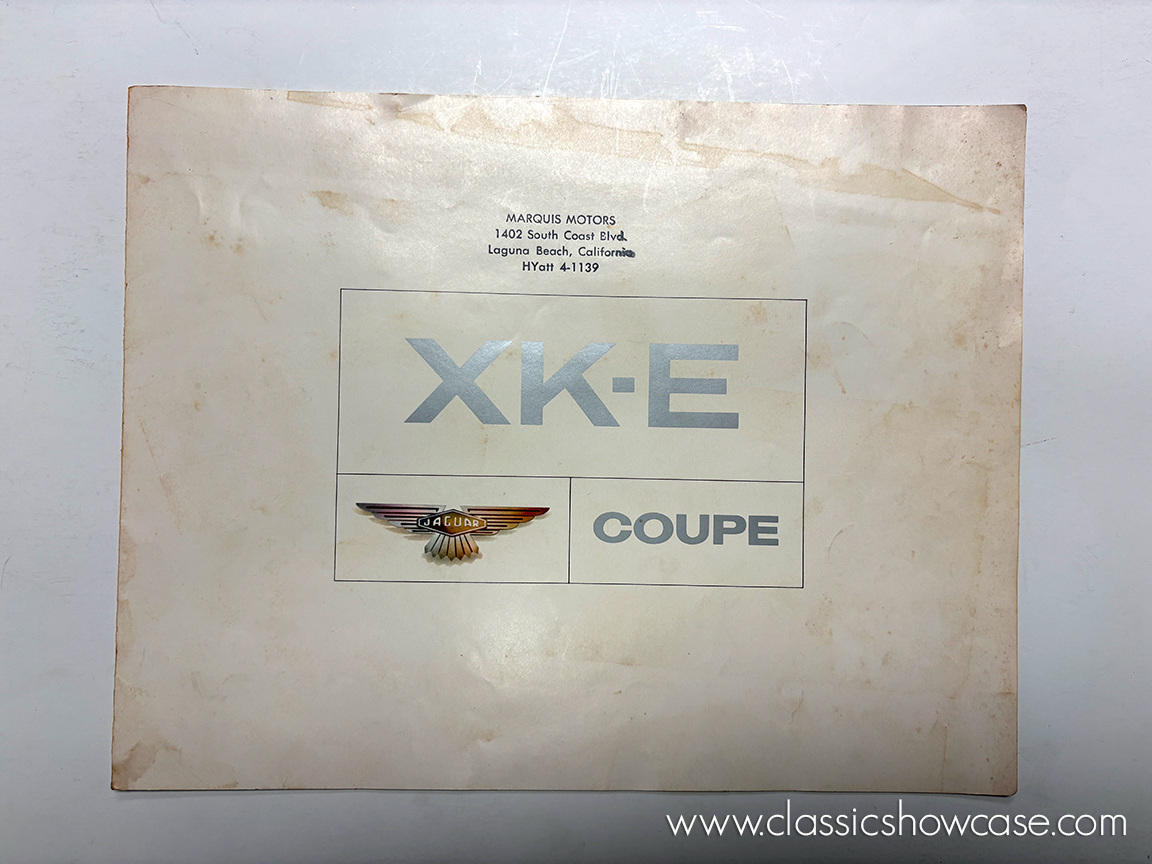 MARQUIS MOTORS
1402 South Coast Blvd.
Laguna Beach, California
HYatt 4-1139
XK-E
JAGUAR
COUPE
www.classicshowcase.com